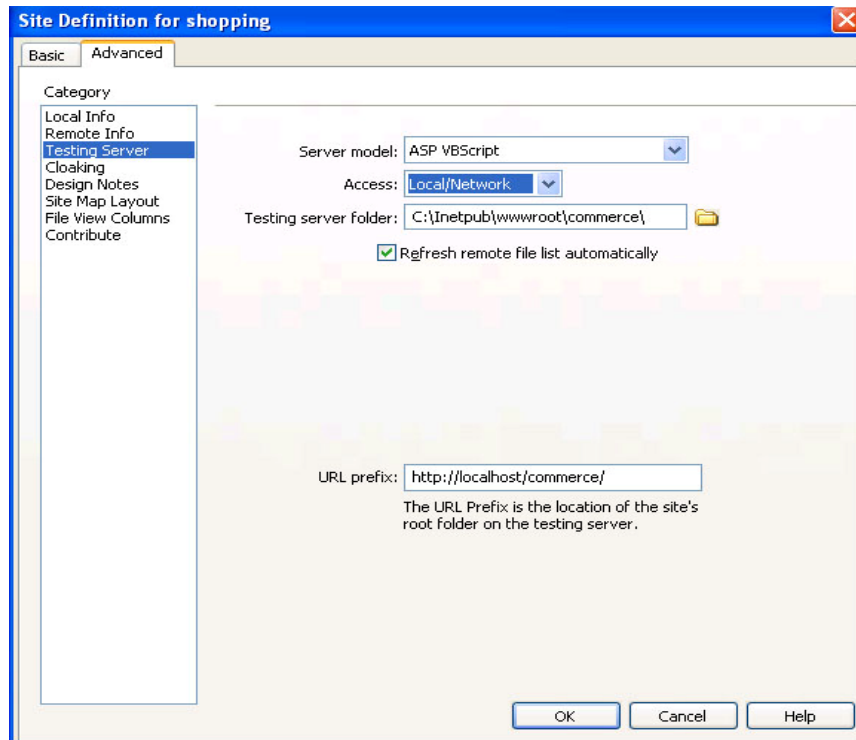 Site Definition for shopping
Basic
Advanced
Category
Local Info
Remote Info
Testing Server
Cloaking
Design Notes
Site Map Layout
File View Columns
Contribute
Server model: ASP VBScript
Access: Local/Network
Testing server folder: C:\Inetpub\wwwroot\commerce\
Refresh remote file list automatically
URL prefix: http://localhost/commerce/
The URL Prefix is the location of the site's
root folder on the testing server.
OK Cancel Help